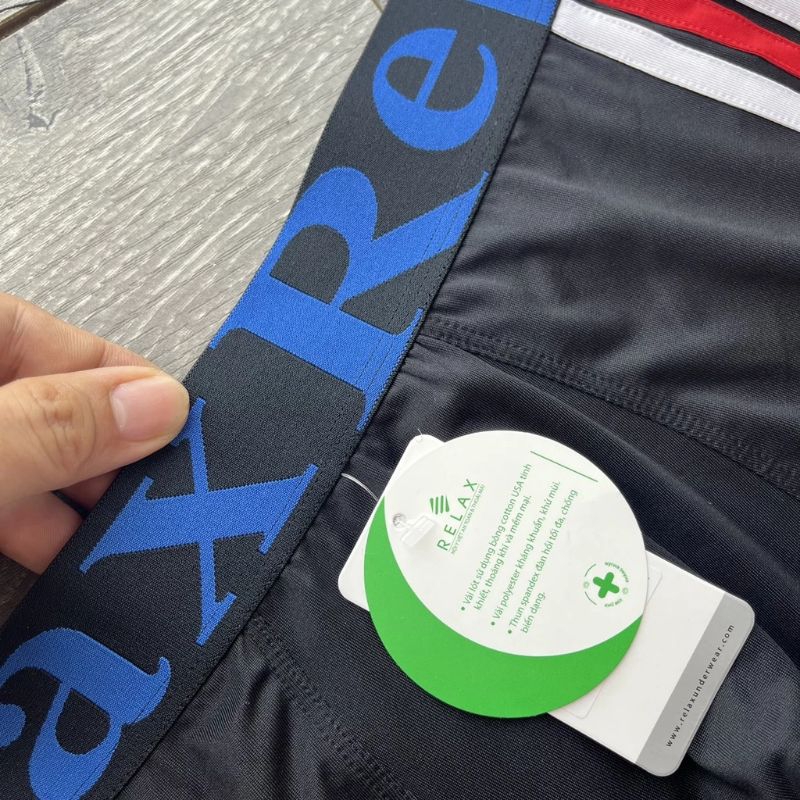 axRe
RELAX
• Vải lót sử dụng bông cotton USA tinh
khiết, thoáng khí và mềm mại.
• Vải polyester kháng khuẩn, khử mùi.
• Thun spandex đàn hồi tối đa, chống
biến dạng.
www.relaxunderwear.com